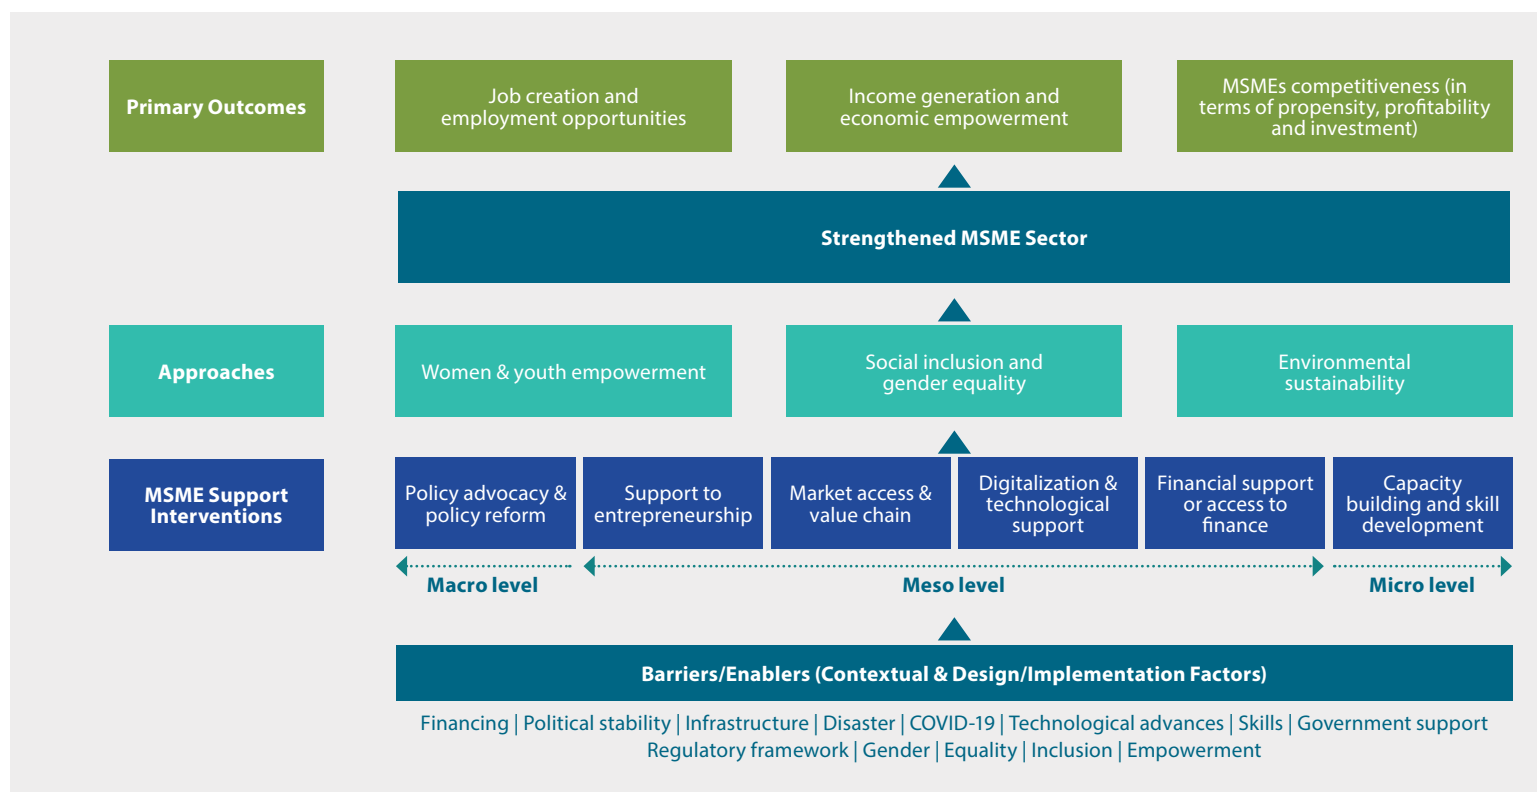 Primary Outcomes
Job creation and
employment opportunities
Income generation and
economic empowerment
MSMEs competitiveness (in
terms of propensity, profitability
and investment)
Strengthened MSME Sector
Approaches
Women & youth empowerment
Social inclusion and
gender equality
Environmental
sustainability
MSME Support
Interventions
Policy advocacy &
policy reform
Support to
entrepreneurship
Market access &
value chain
Digitalization &
technological
support
Financial support
or access to
finance
Capacity
building and skill
development
Macro level
Meso level
Micro level
Barriers/Enablers (Contextual & Design/Implementation Factors)
Financing | Political stability | Infrastructure | Disaster | COVID-19 | Technological advances | Skills | Government support
Regulatory framework | Gender | Equality | Inclusion | Empowerment